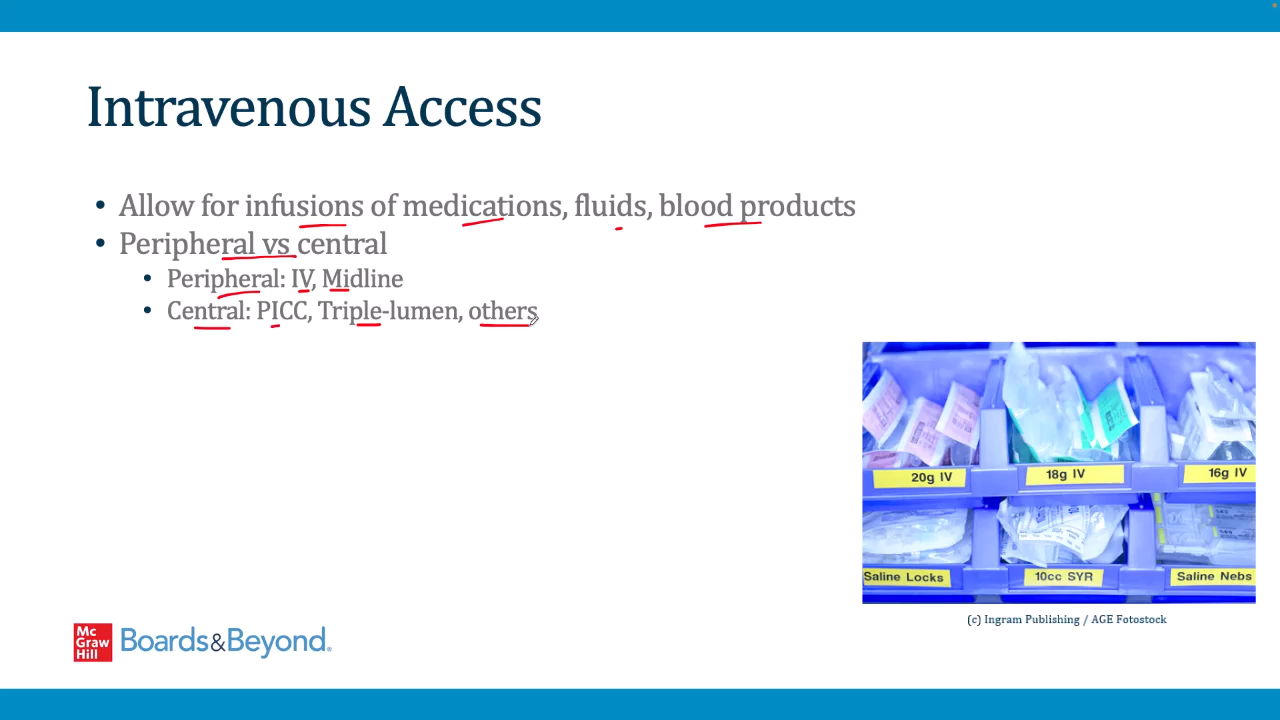 Intravenous Access
• Allow for infusions of medications, fluids, blood products
• Peripheral vs central
• Peripheral: IV, Midline
• Central: PICC, Triple-lumen, others
20g IV
18g IV
16g IV
Saline Locks
10cc SYR
Saline Nebs
(c) Ingram Publishing / AGE Fotostock
Mc
Graw
Hill
Boards&Beyond®